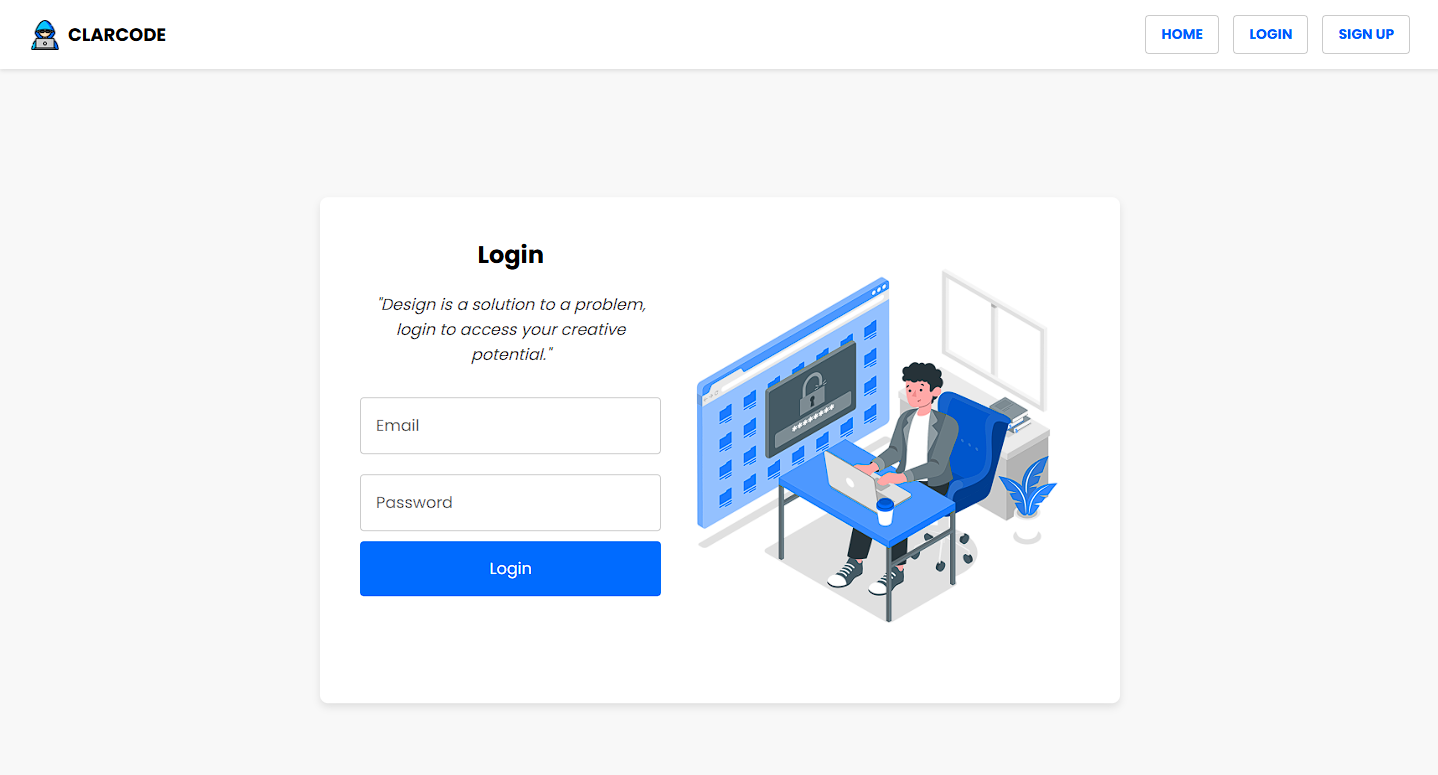 CLARCODE
HOME
LOGIN
SIGN UP
Login
"Design is a solution to a problem,
login to access your creative
potential."
Email
Password
Login